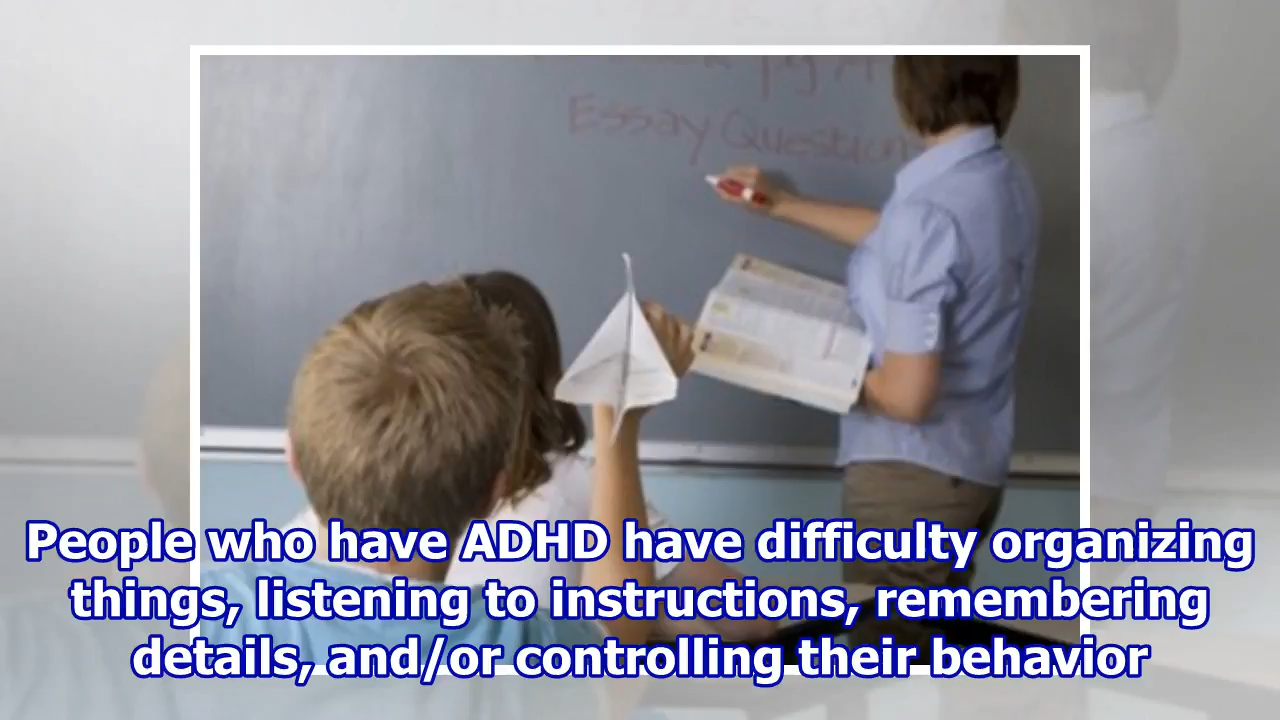 Essay Question
People who have ADHD have difficulty organizing
things, listening to instructions, remembering
details, and/or controlling their behavior